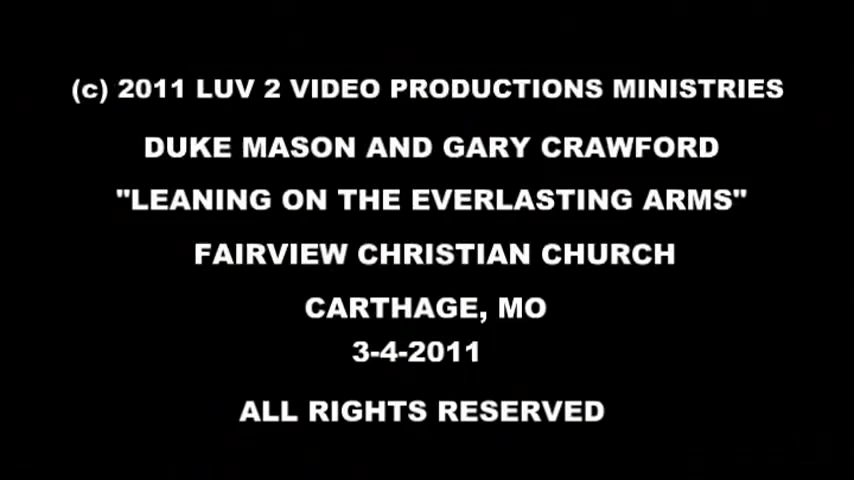 (c) 2011 LUV 2 VIDEO PRODUCTIONS MINISTRIES
DUKE MASON AND GARY CRAWFORD
"LEANING ON THE EVERLASTING ARMS"
FAIRVIEW CHRISTIAN CHURCH
CARTHAGE, MO
3-4-2011
ALL RIGHTS RESERVED